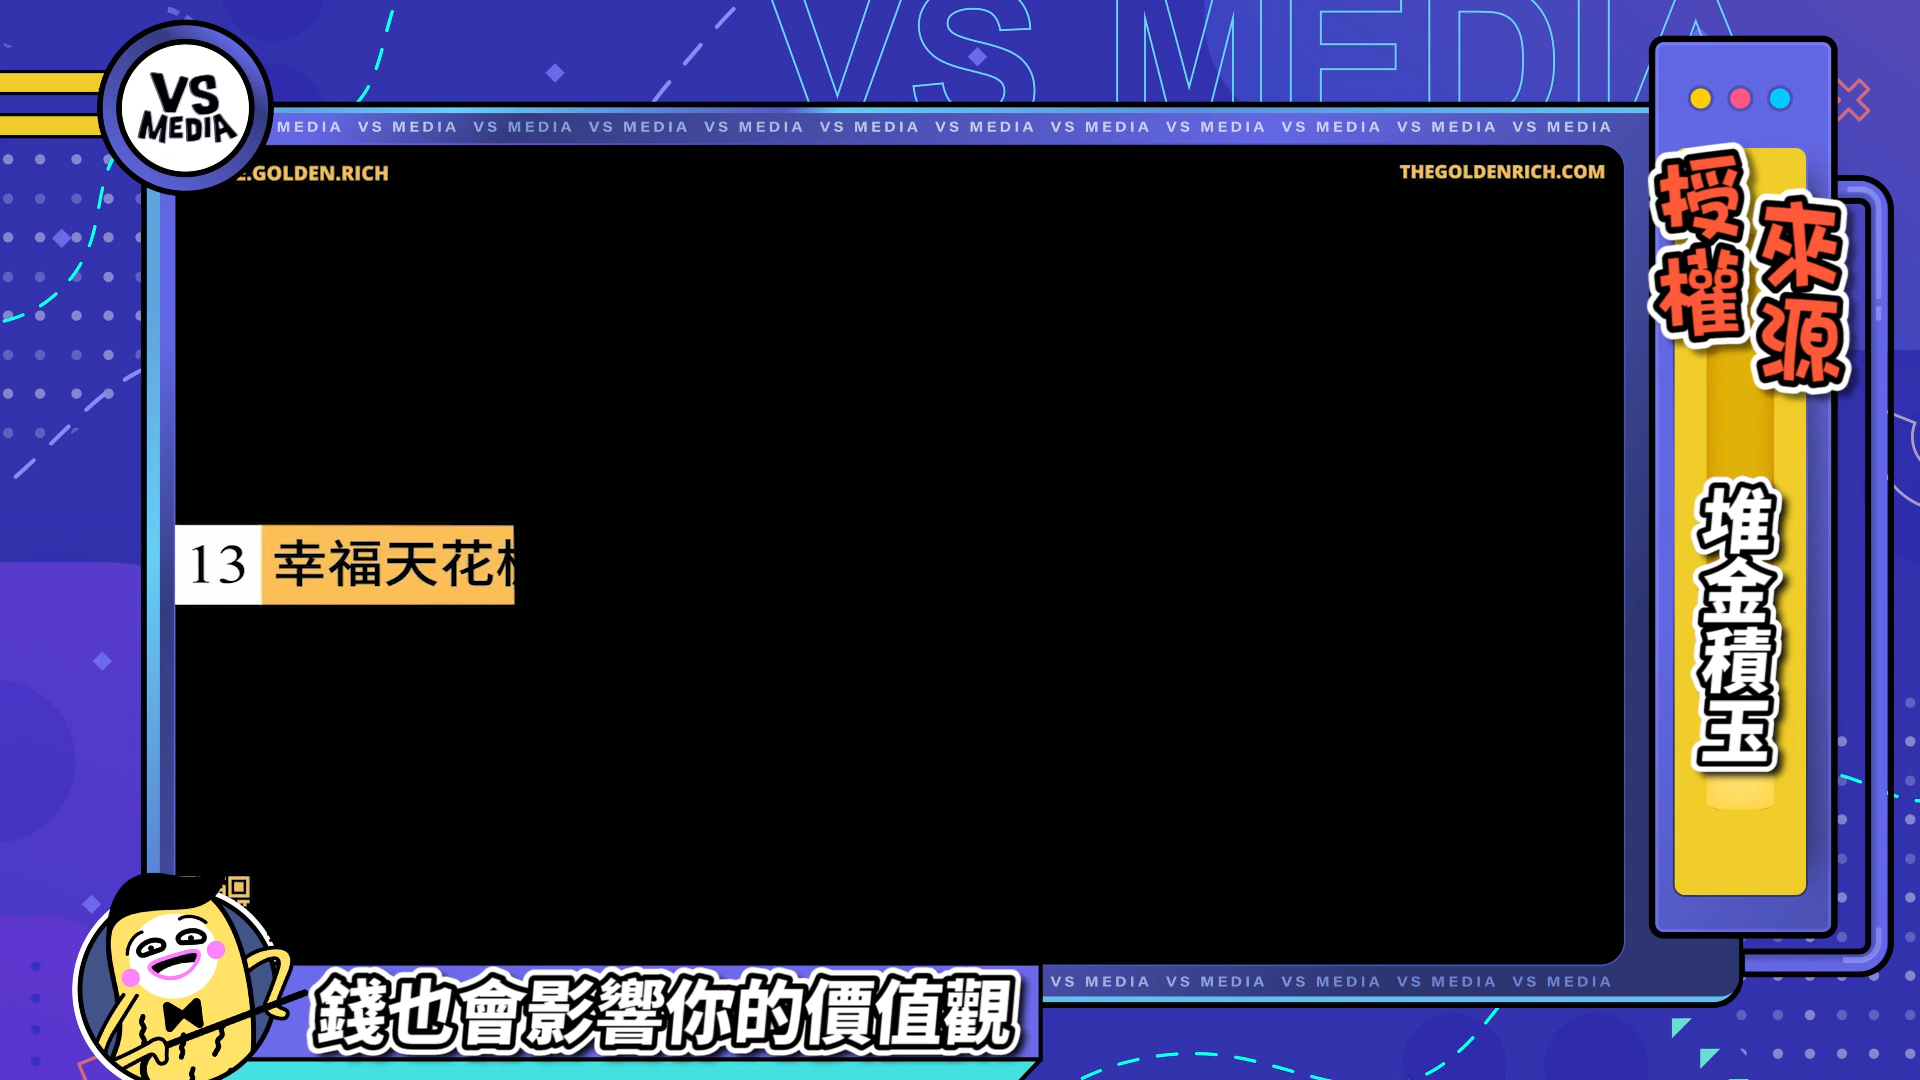 VS MEDIA
VS
MEDIA
MEDIA VS MEDIA VS MEDIA VS MEDIA VS MEDIA VS MEDIA VS MEDIA VS MEDIA VS MEDIA VS MEDIA VS MEDIA VS MEDIA
.GOLDEN.RICH
THEGOLDENRICH.COM
授權
來源
堆金積玉
13 幸福天花
錢也會影響你的價值觀
VS MEDIA VS MEDIA VS MEDIA VS MEDIA VS MEDIA